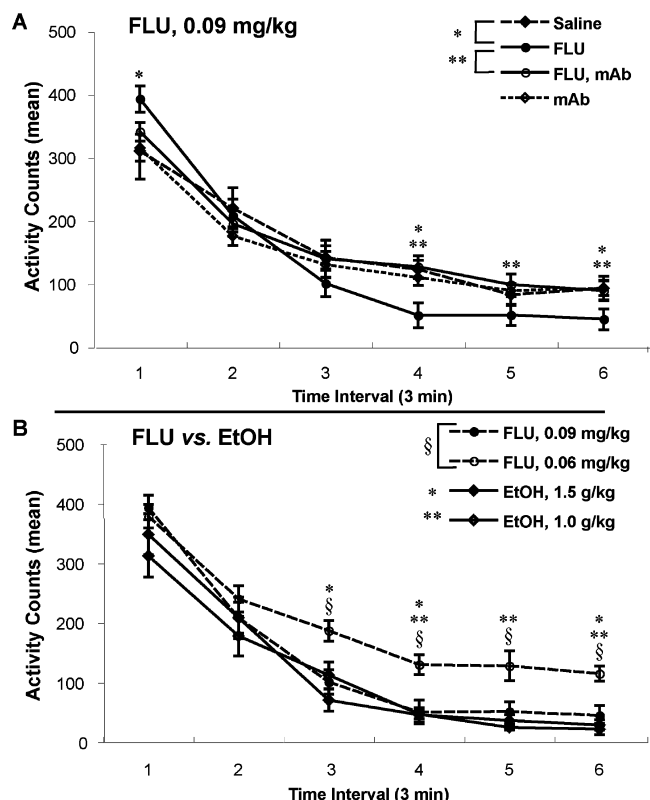 A
FLU, 0.09 mg/kg
* Saline
FLU
** FLU, mAb
mAb
500
400
300
200
100
0
Activity Counts (mean)
*
*
**
**
*
**
1 2 3 4 5 6
Time Interval (3 min)
B
FLU vs. EtOH
§ FLU, 0.09 mg/kg
FLU, 0.06 mg/kg
* EtOH, 1.5 g/kg
** EtOH, 1.0 g/kg
500
400
300
200
100
0
Activity Counts (mean)
*
§
*
**
§
**
§
*
**
§
1 2 3 4 5 6
Time Interval (3 min)